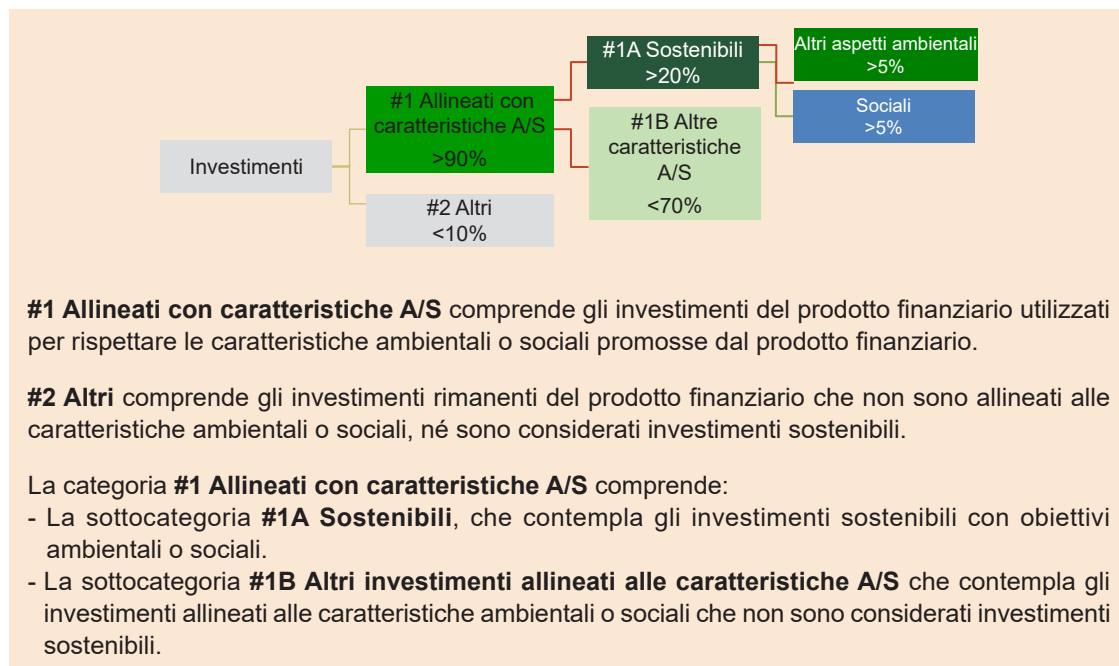 Investimenti
#1 Allineati con
caratteristiche A/S
>90%
#2 Altri
<10%
#1A Sostenibili
>20%
#1B Altre
caratteristiche
A/S
<70%
Altri aspetti ambientali
>5%
Sociali
>5%
#1 Allineati con caratteristiche A/S comprende gli investimenti del prodotto finanziario utilizzati
per rispettare le caratteristiche ambientali o sociali promosse dal prodotto finanziario.
#2 Altri comprende gli investimenti rimanenti del prodotto finanziario che non sono allineati alle
caratteristiche ambientali o sociali, né sono considerati investimenti sostenibili.
La categoria #1 Allineati con caratteristiche A/S comprende:
- La sottocategoria #1A Sostenibili, che contempla gli investimenti sostenibili con obiettivi
ambientali o sociali.
- La sottocategoria #1B Altri investimenti allineati alle caratteristiche A/S che contempla gli
investimenti allineati alle caratteristiche ambientali o sociali che non sono considerati investimenti
sostenibili.